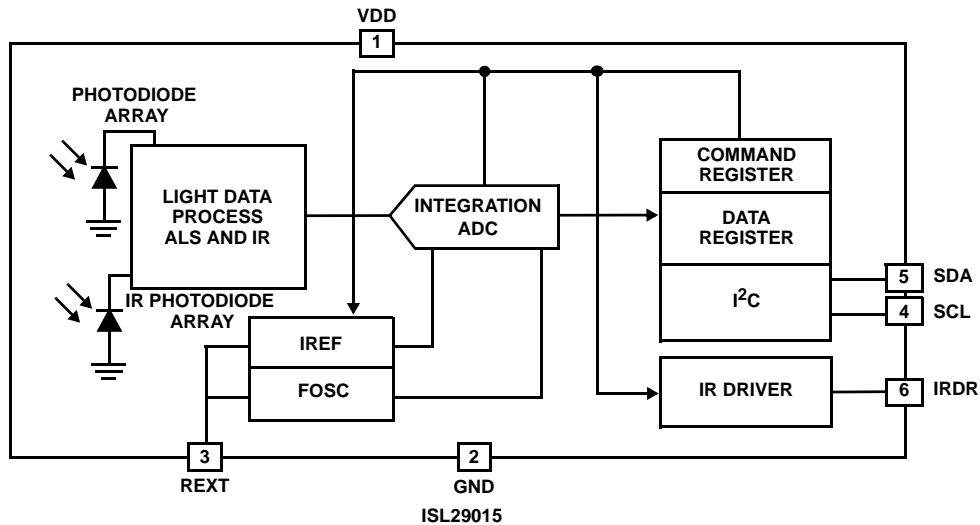 VDD
1
PHOTODIODE
ARRAY
LIGHT DATA
PROCESS
ALS AND IR
INTEGRATION
ADC
COMMAND
REGISTER
DATA
REGISTER
I²C
5 SDA
4 SCL
IR PHOTODIODE
ARRAY
IREF
FOSC
IR DRIVER
6 IRDR
3
REXT
2
GND
ISL29015